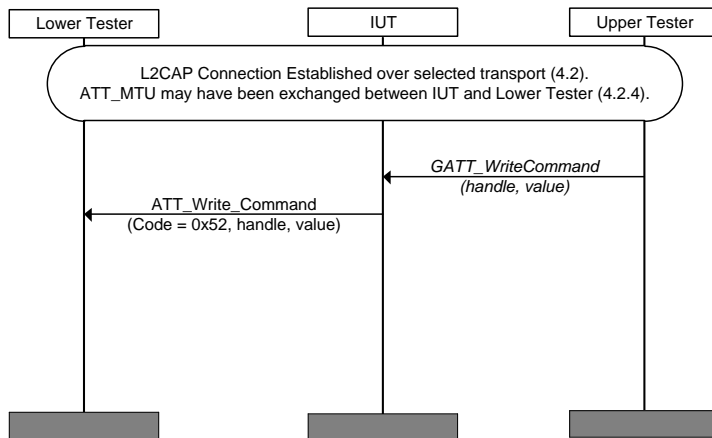 Lower Tester
IUT
Upper Tester
L2CAP Connection Established over selected transport (4.2).
ATT_MTU may have been exchanged between IUT and Lower Tester (4.2.4).
GATT_WriteCommand
(handle, value)
ATT_Write_Command
(Code = 0x52, handle, value)